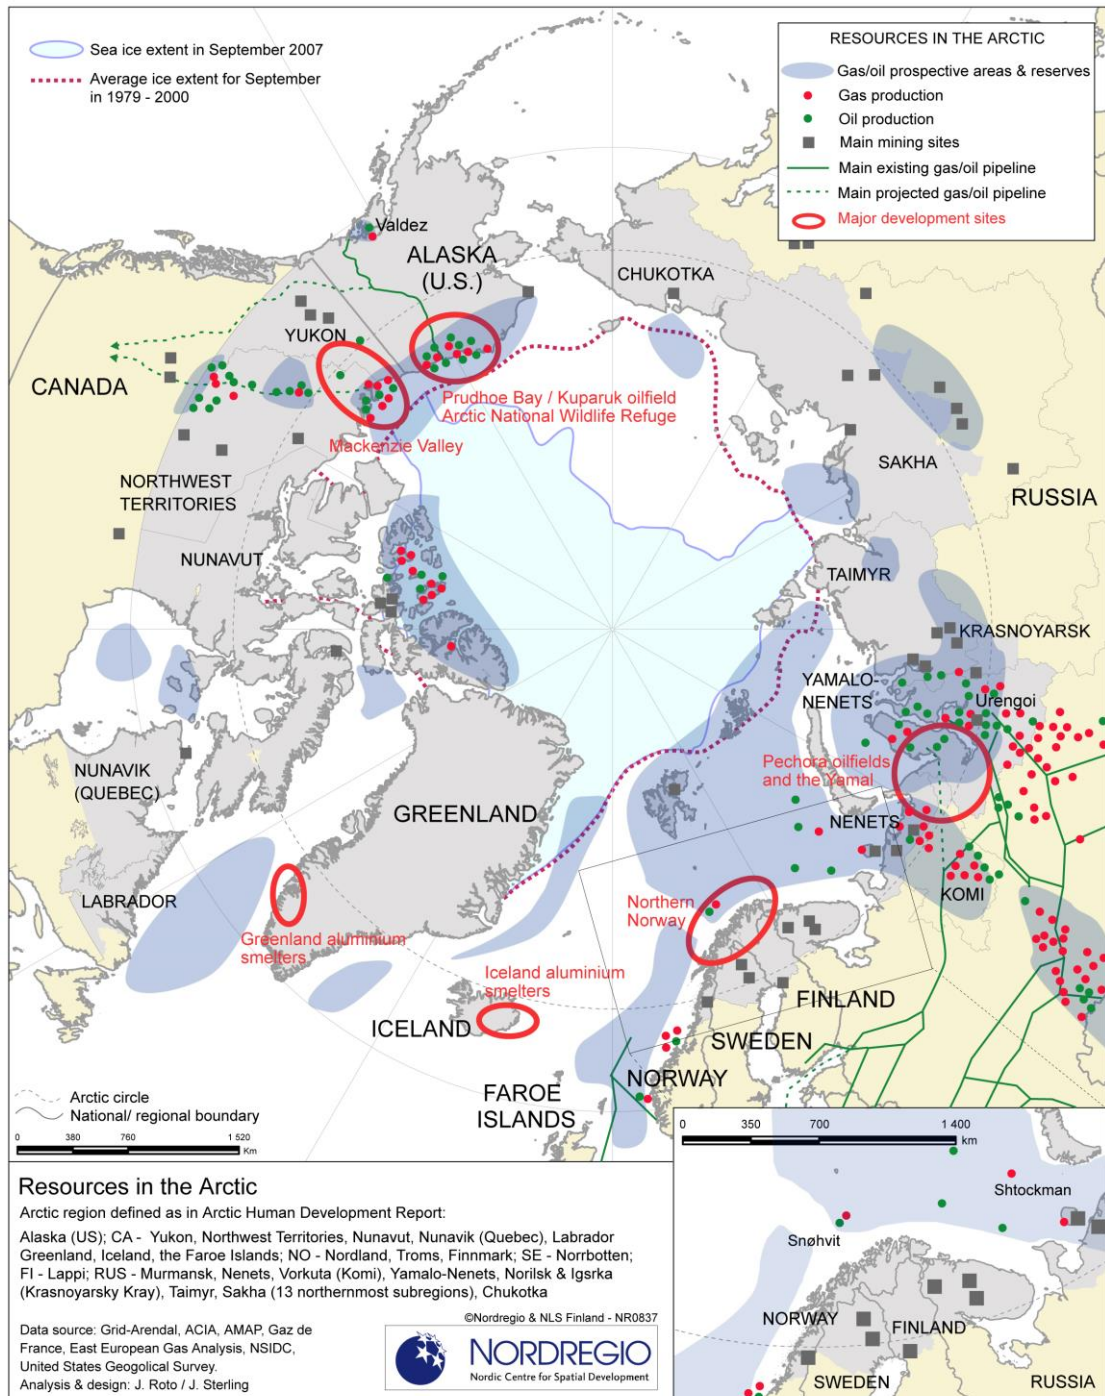 Sea ice extent in September 2007
Average ice extent for September
in 1979 - 2000
RESOURCES IN THE ARCTIC
Gas/oil prospective areas & reserves
Gas production
Oil production
Main mining sites
Main existing gas/oil pipeline
Main projected gas/oil pipeline
Major development sites
Valdez
ALASKA
(U.S.)
CHUKOTKA
YUKON
CANADA
Prudhoe Bay / Kuparuk oilfield
Arctic National Wildlife Refuge
Mackenzie Valley
NORTHWEST
TERRITORIES
SAKHA
RUSSIA
NUNAVUT
TAIMYR
KRASNOYARSK
YAMALO-
NENETS
Urengoi
Pechora oilfields
and the Yamal
NUNAVIK
(QUEBEC)
GREENLAND
NENETS
KOMI
LABRADOR
Northern
Norway
Greenland aluminium
smelters
Iceland aluminium
smelters
ICELAND
FINLAND
SWEDEN
NORWAY
FAROE
ISLANDS
Arctic circle
National/ regional boundary
0 380 760 1 520
Km
0 350 700 1 400
km
Shtockman
Snøhvit
NORWAY
FINLAND
SWEDEN
RUSSIA
Resources in the Arctic
Arctic region defined as in Arctic Human Development Report:
Alaska (US); CA - Yukon, Northwest Territories, Nunavut, Nunavik (Quebec), Labrador
Greenland, Iceland, the Faroe Islands; NO - Nordland, Troms, Finnmark; SE - Norrbotten;
FI - Lappi; RUS - Murmansk, Nenets, Vorkuta (Komi), Yamalo-Nenets, Norilsk & Igsrka
(Krasnoyarsky Kray), Taimyr, Sakha (13 northernmost subregions), Chukotka
©Nordregio & NLS Finland - NR0837
Data source: Grid-Arendal, ACIA, AMAP, Gaz de
France, East European Gas Analysis, NSIDC,
United States Geogolical Survey.
Analysis & design: J. Roto / J. Sterling
NORDREGIO
Nordic Centre for Spatial Development